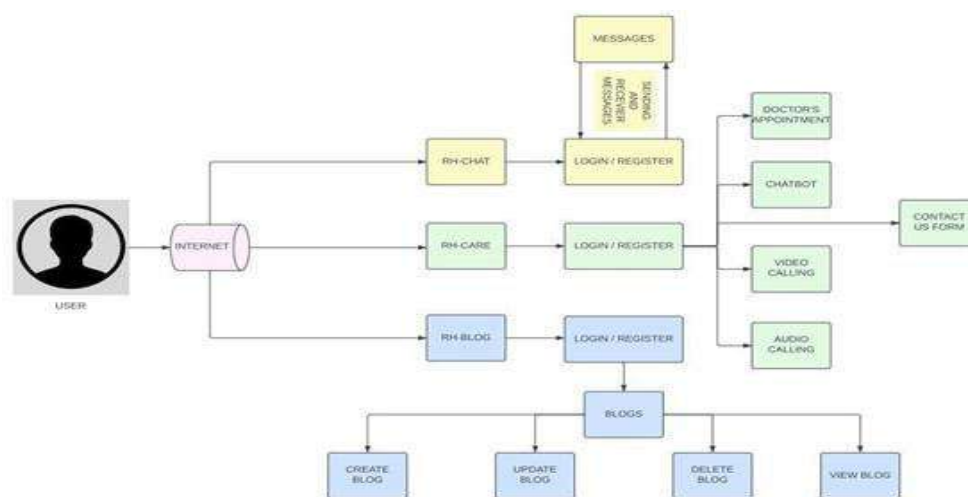 MESSAGES
SENDING
AND
RECEVIER
MESSAGES
DOCTOR'S
APPOINTMENT
RH-CHAT
LOGIN / REGISTER
CHATBOT
CONTACT
US FORM
INTERNET
RH-CARE
LOGIN / REGISTER
VIDEO
CALLING
USER
RH-BLOG
LOGIN / REGISTER
AUDIO
CALLING
BLOGS
CREATE
BLOG
UPDATE
BLOG
DELETE
BLOG
VIEW BLOG